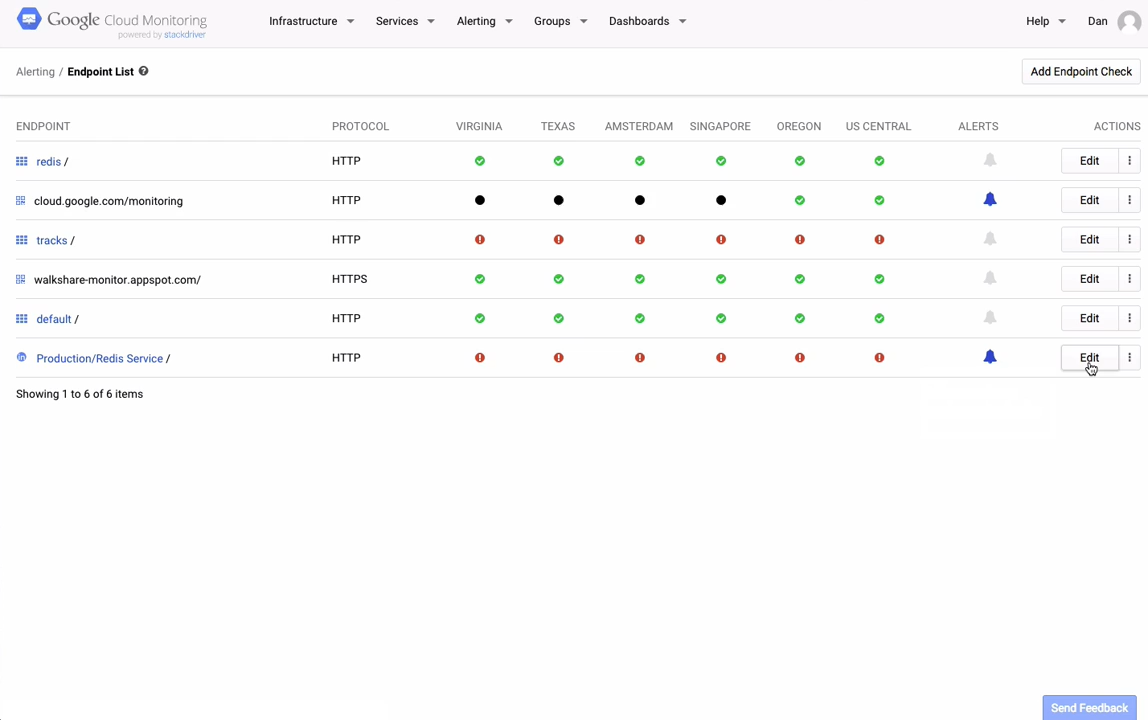 Google Cloud Monitoring
powered by stackdriver
Infrastructure Services Alerting Groups Dashboards Help Dan
Alerting / Endpoint List ? Add Endpoint Check
ENDPOINT PROTOCOL VIRGINIA TEXAS AMSTERDAM SINGAPORE OREGON US CENTRAL ALERTS ACTIONS
redis / HTTP Edit
cloud.google.com/monitoring HTTP Edit
tracks / HTTP Edit
walkshare-monitor.appspot.com/ HTTPS Edit
default / HTTP Edit
Production/Redis Service / HTTP Edit
Showing 1 to 6 of 6 items
Send Feedback